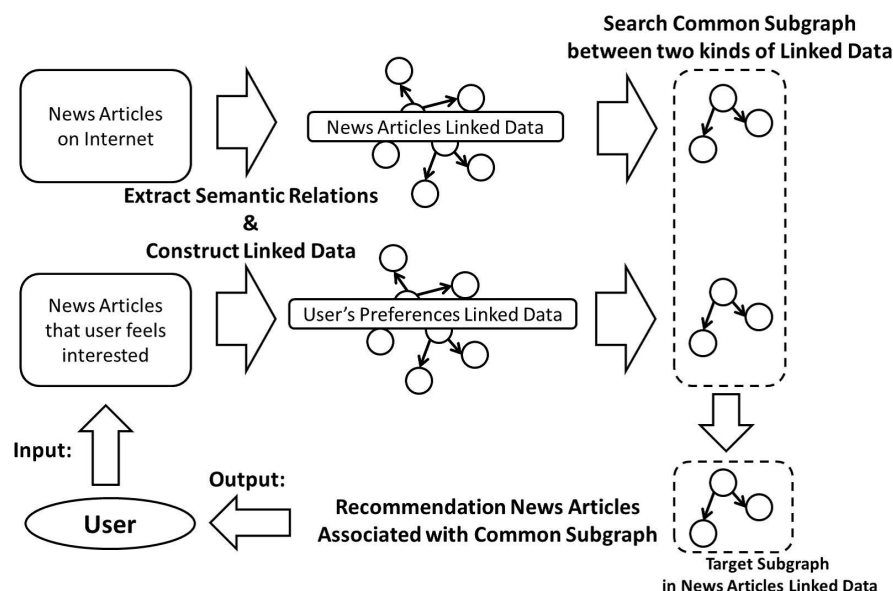 Search Common Subgraph
between two kinds of Linked Data
News Articles
on Internet
News Articles Linked Data
Extract Semantic Relations
&
Construct Linked Data
News Articles
that user feels
interested
User's Preferences Linked Data
Input:
Output:
User
Recommendation News Articles
Associated with Common Subgraph
Target Subgraph
in News Articles Linked Data